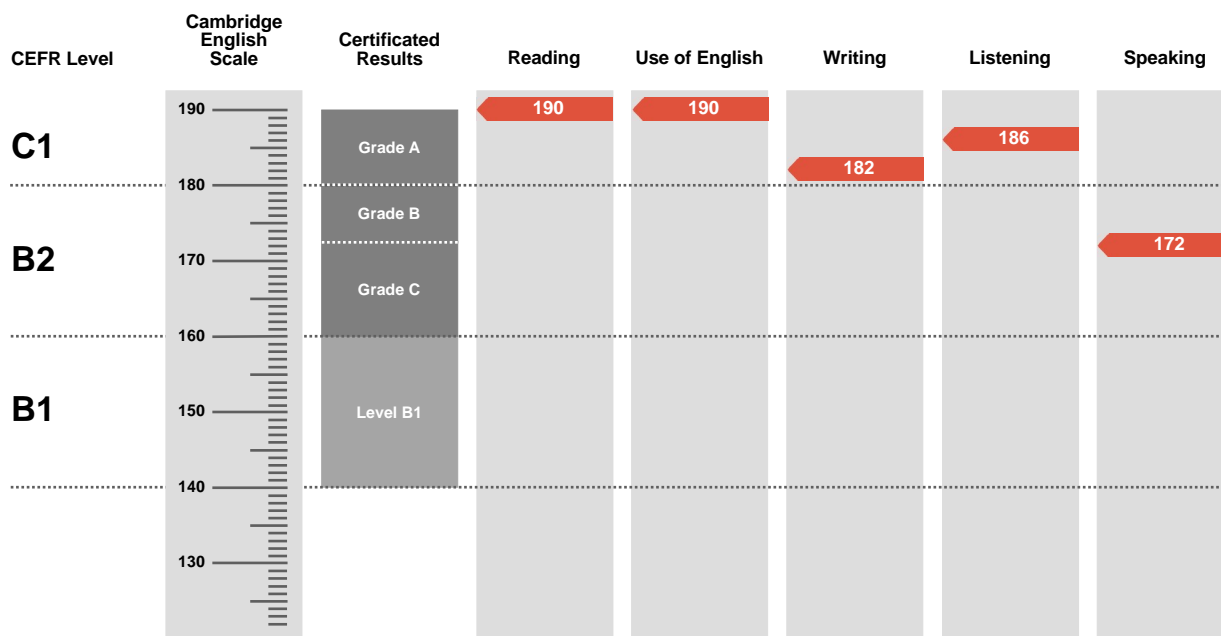 CEFR Level
Cambridge
English
Scale
Certificated
Results
Reading
Use of English
Writing
Listening
Speaking
190
Grade A
190
190
182
186
C1
180
Grade B
B2
170
172
Grade C
160
B1
150
Level B1
140
130